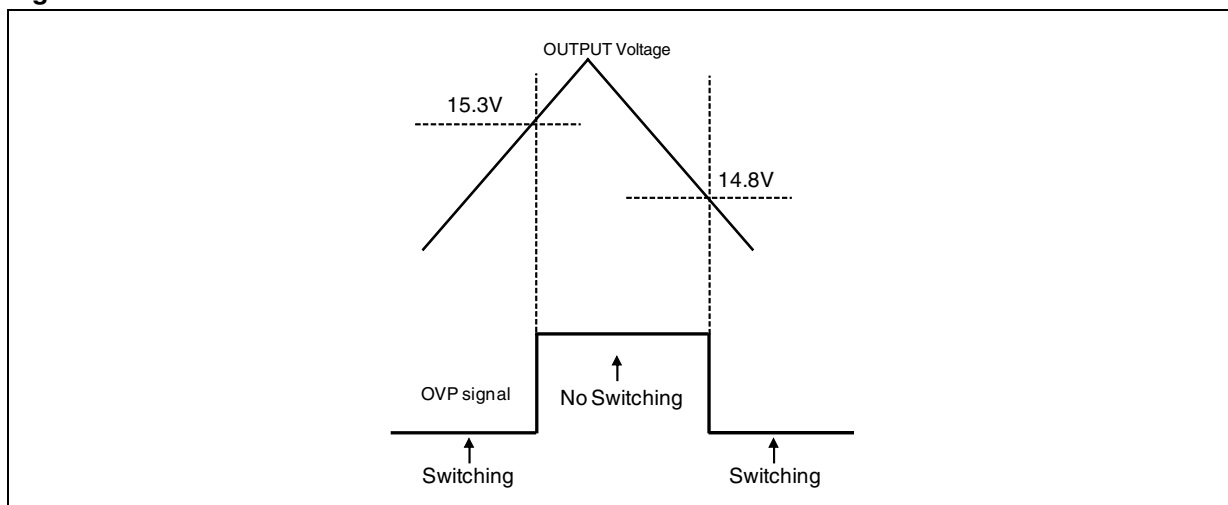 OUTPUT Voltage
15.3V
14.8V
OVP signal
No Switching
Switching
Switching